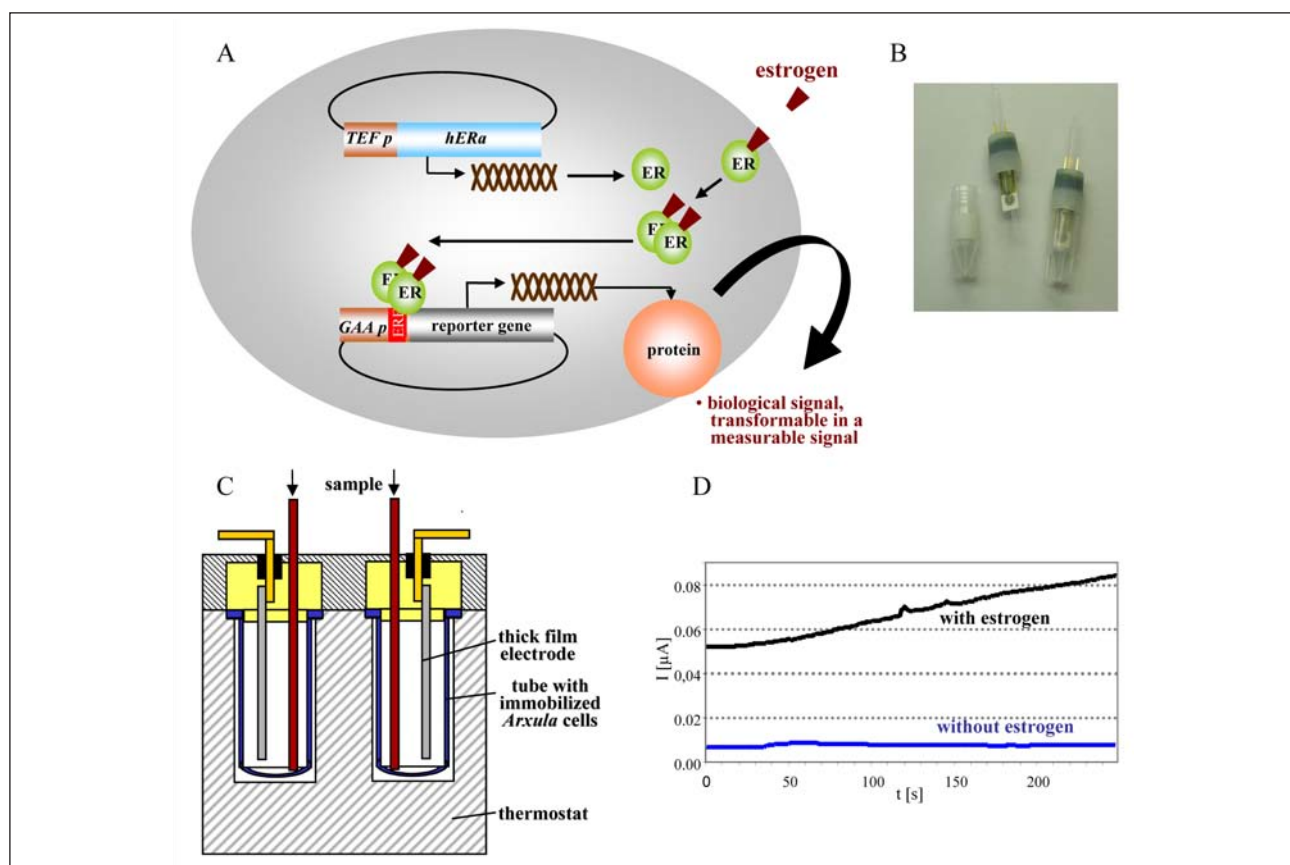 A
estrogen
B
TEF p
hERa
ER
ER
ER
ER
GAA p
reporter gene
protein
• biological signal,
transformable in a
measurable signal
C
sample
thick film
electrode
tube with
immobilized
Arxula cells
thermostat
D
I [µA]
0.08
0.06
0,04
0.02
0.00
with estrogen
without estrogen
0
50
100
150
200
t [s]